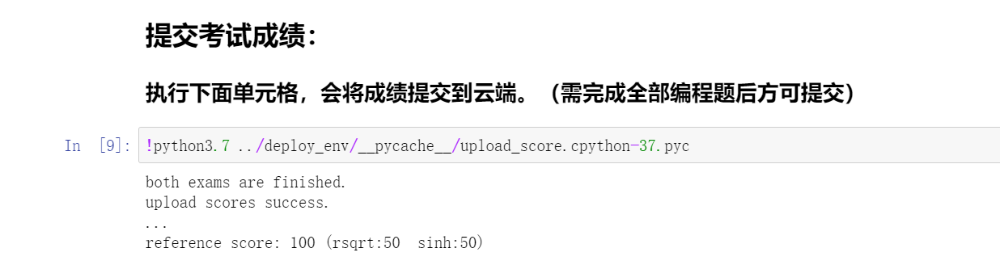 提交考试成绩：
执行下面单元格，会将成绩提交到云端。（需完成全部编程题后方可提交）
In [9]: !python3.7 ../deploy_env/__pycache__/upload_score.cpython-37.pyc
both exams are finished.
upload scores success.
...
reference score: 100 (rsqrt:50 sinh:50)